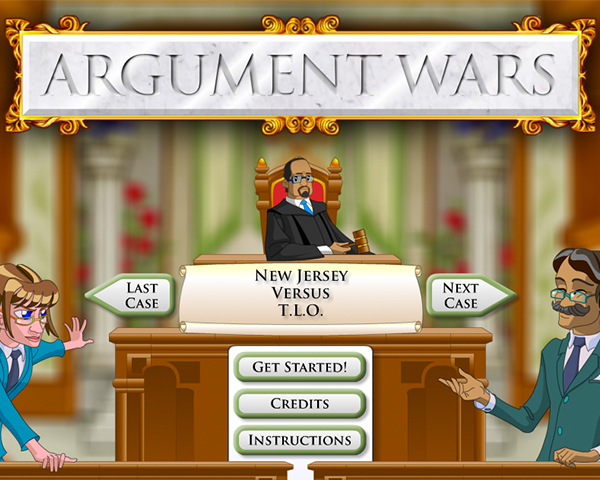 ARGUMENT WARS
LAST
CASE
NEW JERSEY
VERSUS
T.L.O.
NEXT
CASE
GET STARTED!
CREDITS
INSTRUCTIONS